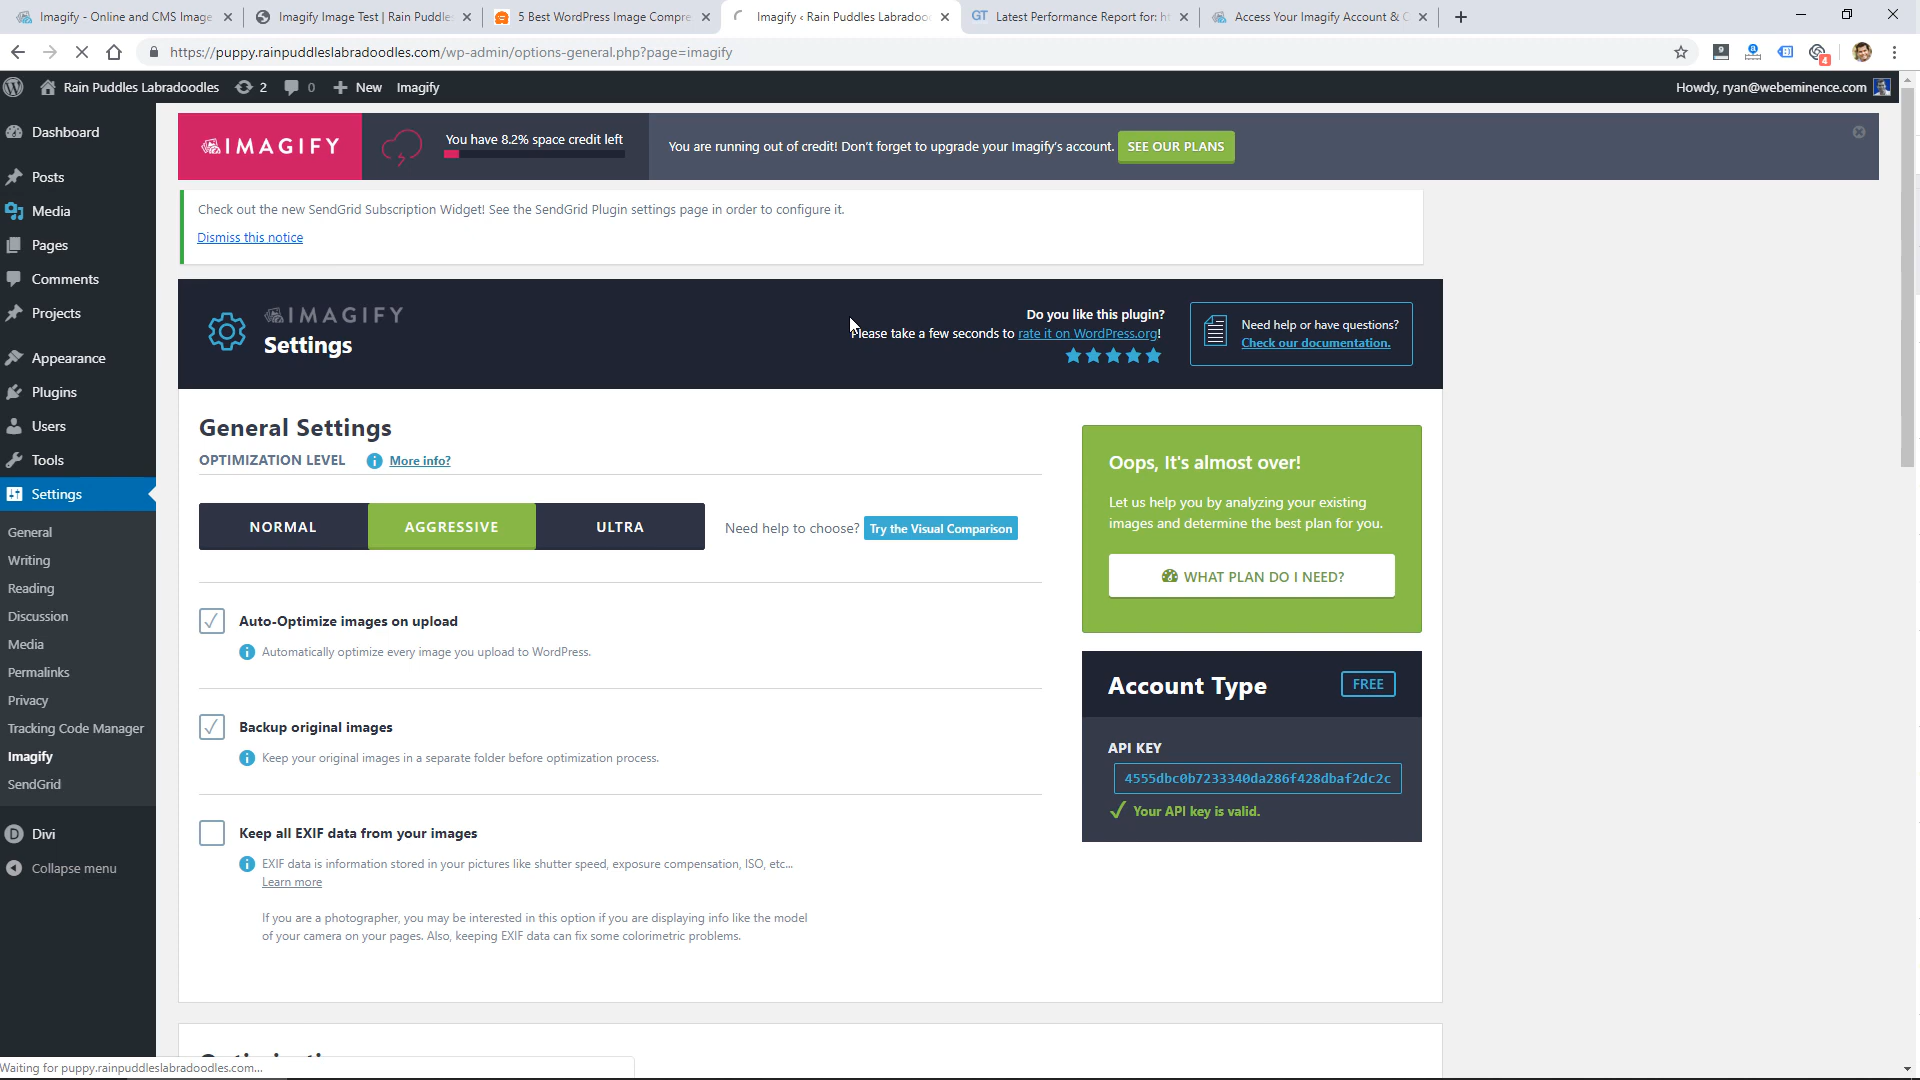 Imagify - Online and CMS Image
Imagify Image Test | Rain Puddles
5 Best WordPress Image Compre
Imagify ‹ Rain Puddles Labradoo
GT Latest Performance Report for: ht
Access Your Imagify Account & C
https://puppy.rainpuddleslabradoodles.com/wp-admin/options-general.php?page=imagify
9
4
Rain Puddles Labradoodles
2
0
New
Imagify
Howdy, ryan@webeminence.com
Dashboard
Posts
Media
Pages
Comments
Projects
Appearance
Plugins
Users
Tools
Settings
General
Writing
Reading
Discussion
Media
Permalinks
Privacy
Tracking Code Manager
Imagify
SendGrid
Divi
Collapse menu
IMAGIFY
You have 8.2% space credit left
You are running out of credit! Don't forget to upgrade your Imagify's account.
SEE OUR PLANS
Check out the new SendGrid Subscription Widget! See the SendGrid Plugin settings page in order to configure it.
Dismiss this notice
IMAGIFY
Settings
Do you like this plugin?
Please take a few seconds to rate it on WordPress.org!
Need help or have questions?
Check our documentation.
General Settings
OPTIMIZATION LEVEL
More info?
NORMAL
AGGRESSIVE
ULTRA
Need help to choose?
Try the Visual Comparison
Auto-Optimize images on upload
Automatically optimize every image you upload to WordPress.
Backup original images
Keep your original images in a separate folder before optimization process.
Keep all EXIF data from your images
EXIF data is information stored in your pictures like shutter speed, exposure compensation, ISO, etc...
Learn more
If you are a photographer, you may be interested in this option if you are displaying info like the model
of your camera on your pages. Also, keeping EXIF data can fix some colorimetric problems.
Oops, It's almost over!
Let us help you by analyzing your existing
images and determine the best plan for you.
WHAT PLAN DO I NEED?
Account Type
FREE
API KEY
4555dbc0b7233340da286f428dbaf2dc2c
Your API key is valid.
Waiting for puppy.rainpuddleslabradoodles.com...